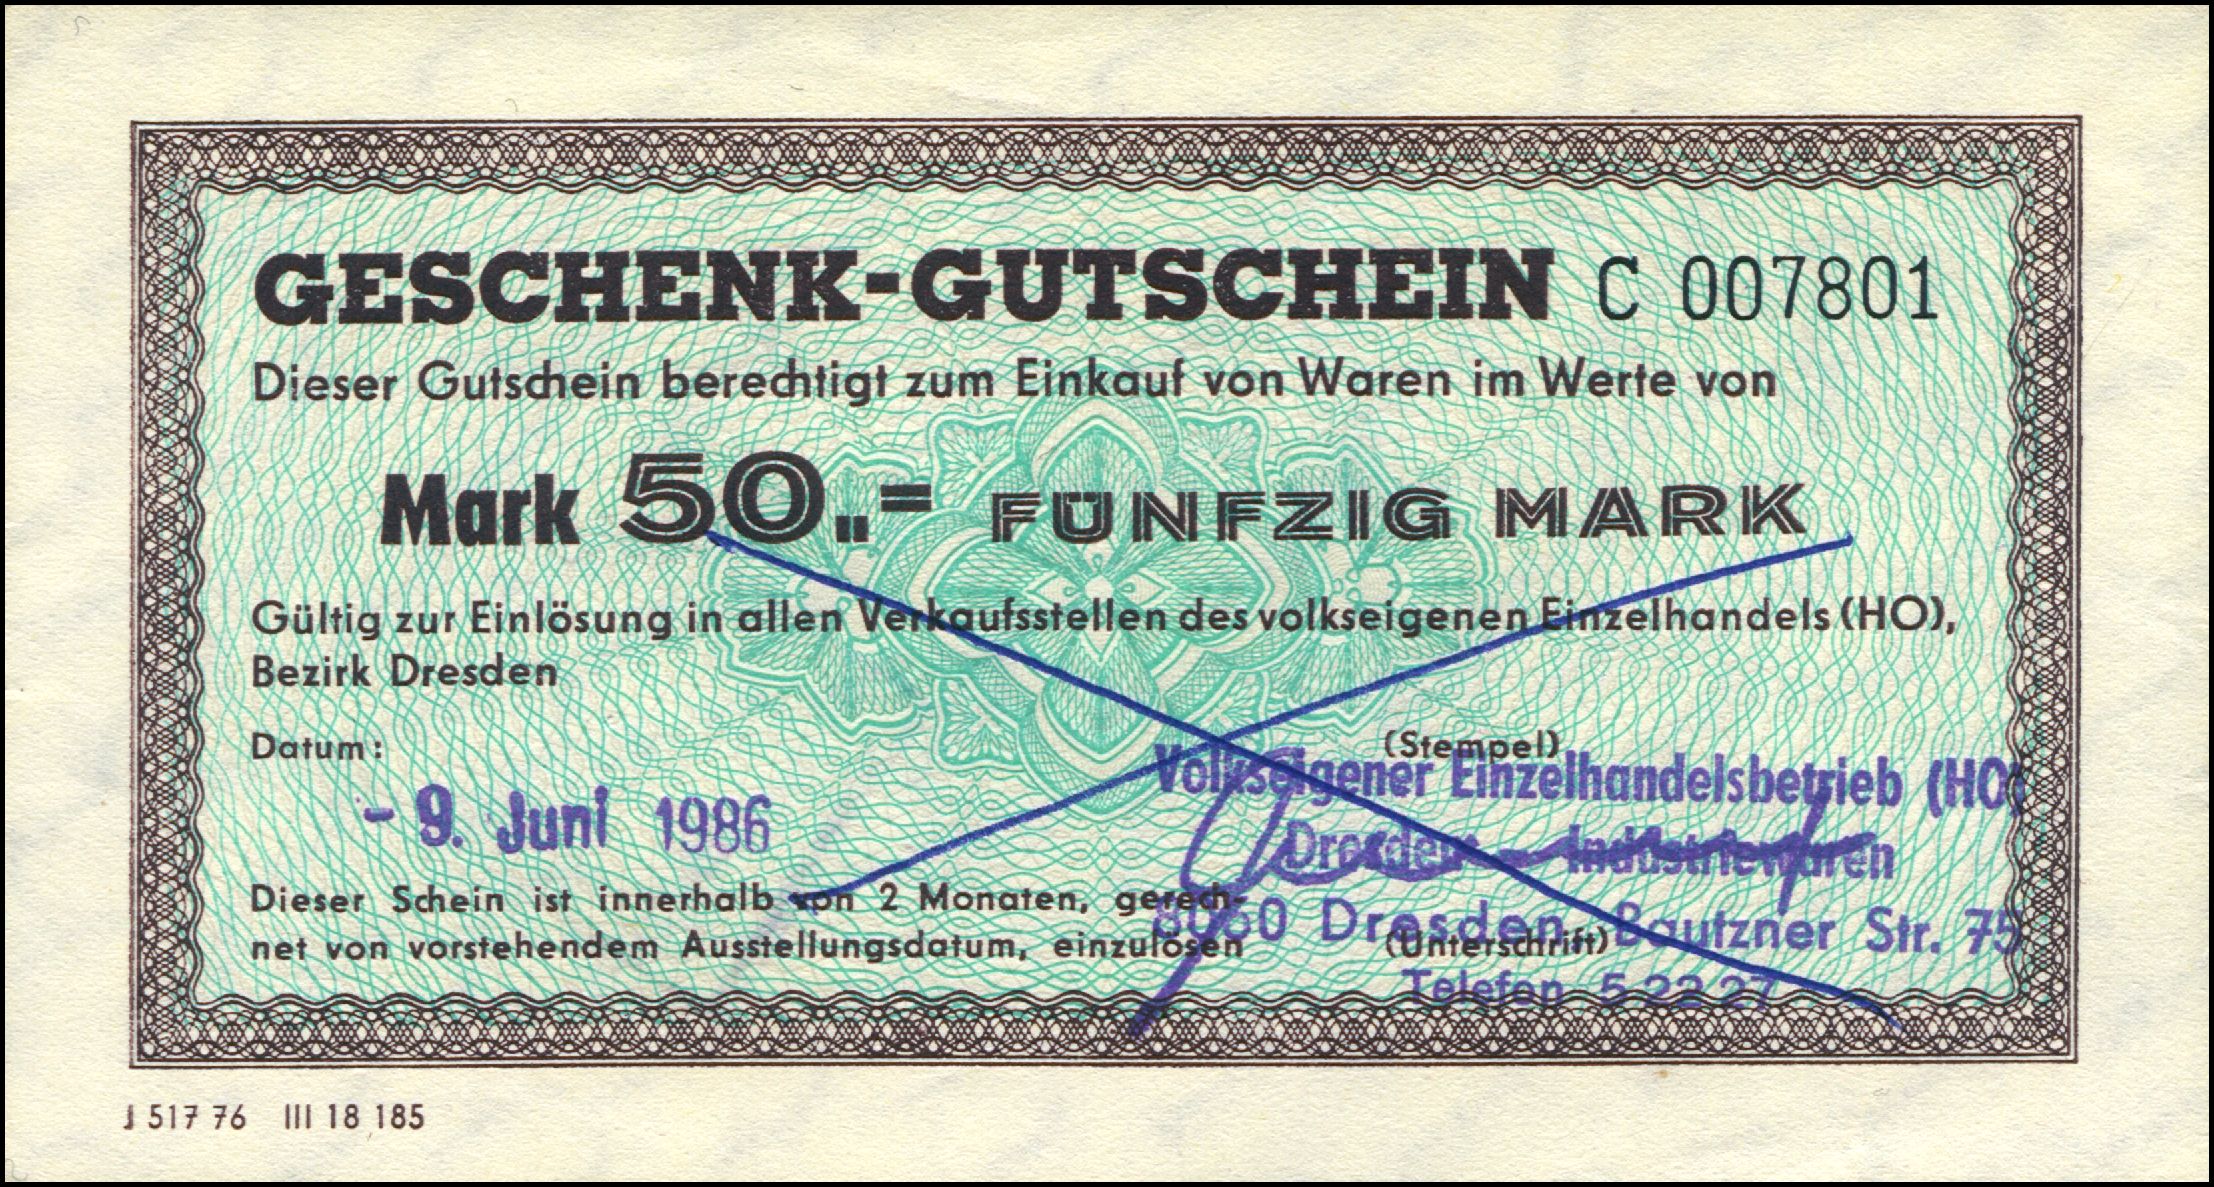 GESCHENK-GUTSCHEIN C 007801
Dieser Gutschein berechtigt zum Einkauf von Waren im Werte von
Mark 50.- FÜNFZIG MARK
Gültig zur Einlösung in allen Verkaufsstellen des volkseigenen Einzelhandels (HO),
Bezirk Dresden
Datum:
- 9. Juni 1986
(Stempel)
Volkseigener Einzelhandelsbetrieb (HO)
Dresden - Industriewaren
8060 Dresden, Bautzner Str. 75
Telefon 5 22 27
(Unterschrift)
Dieser Schein ist innerhalb von 2 Monaten, gerech-
net von vorstehendem Ausstellungsdatum, einzulösen
J 517 76 III 18 185